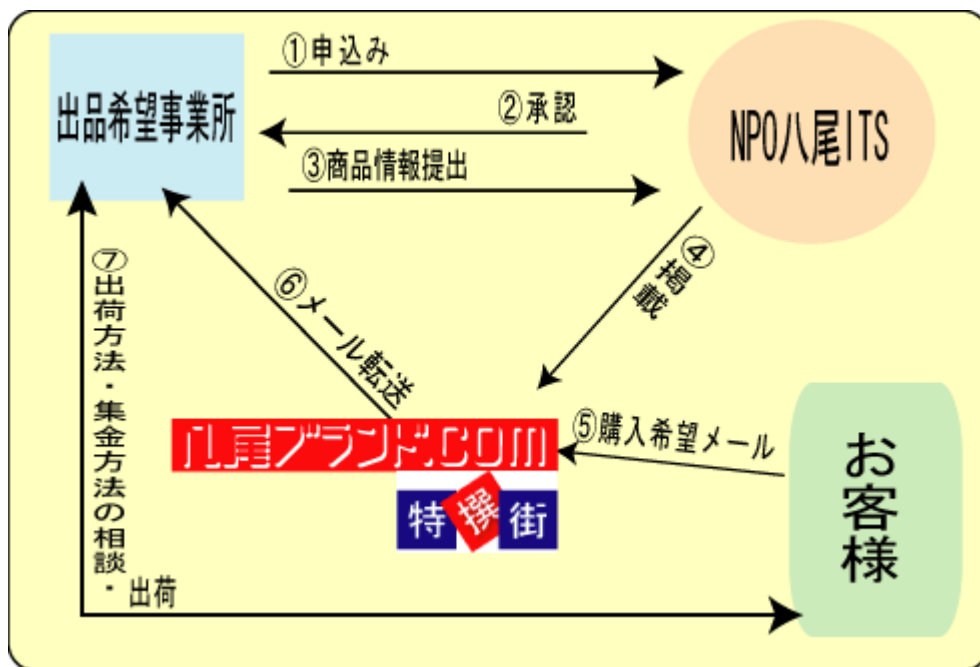 ①申込み
出品希望事業所
②承認
NPO八尾ITS
③商品情報提出
④掲載
⑥メール転送
⑦出荷方法・集金方法の相談・出荷
八尾ブランド.com
特撰街
⑤購入希望メール
お客様